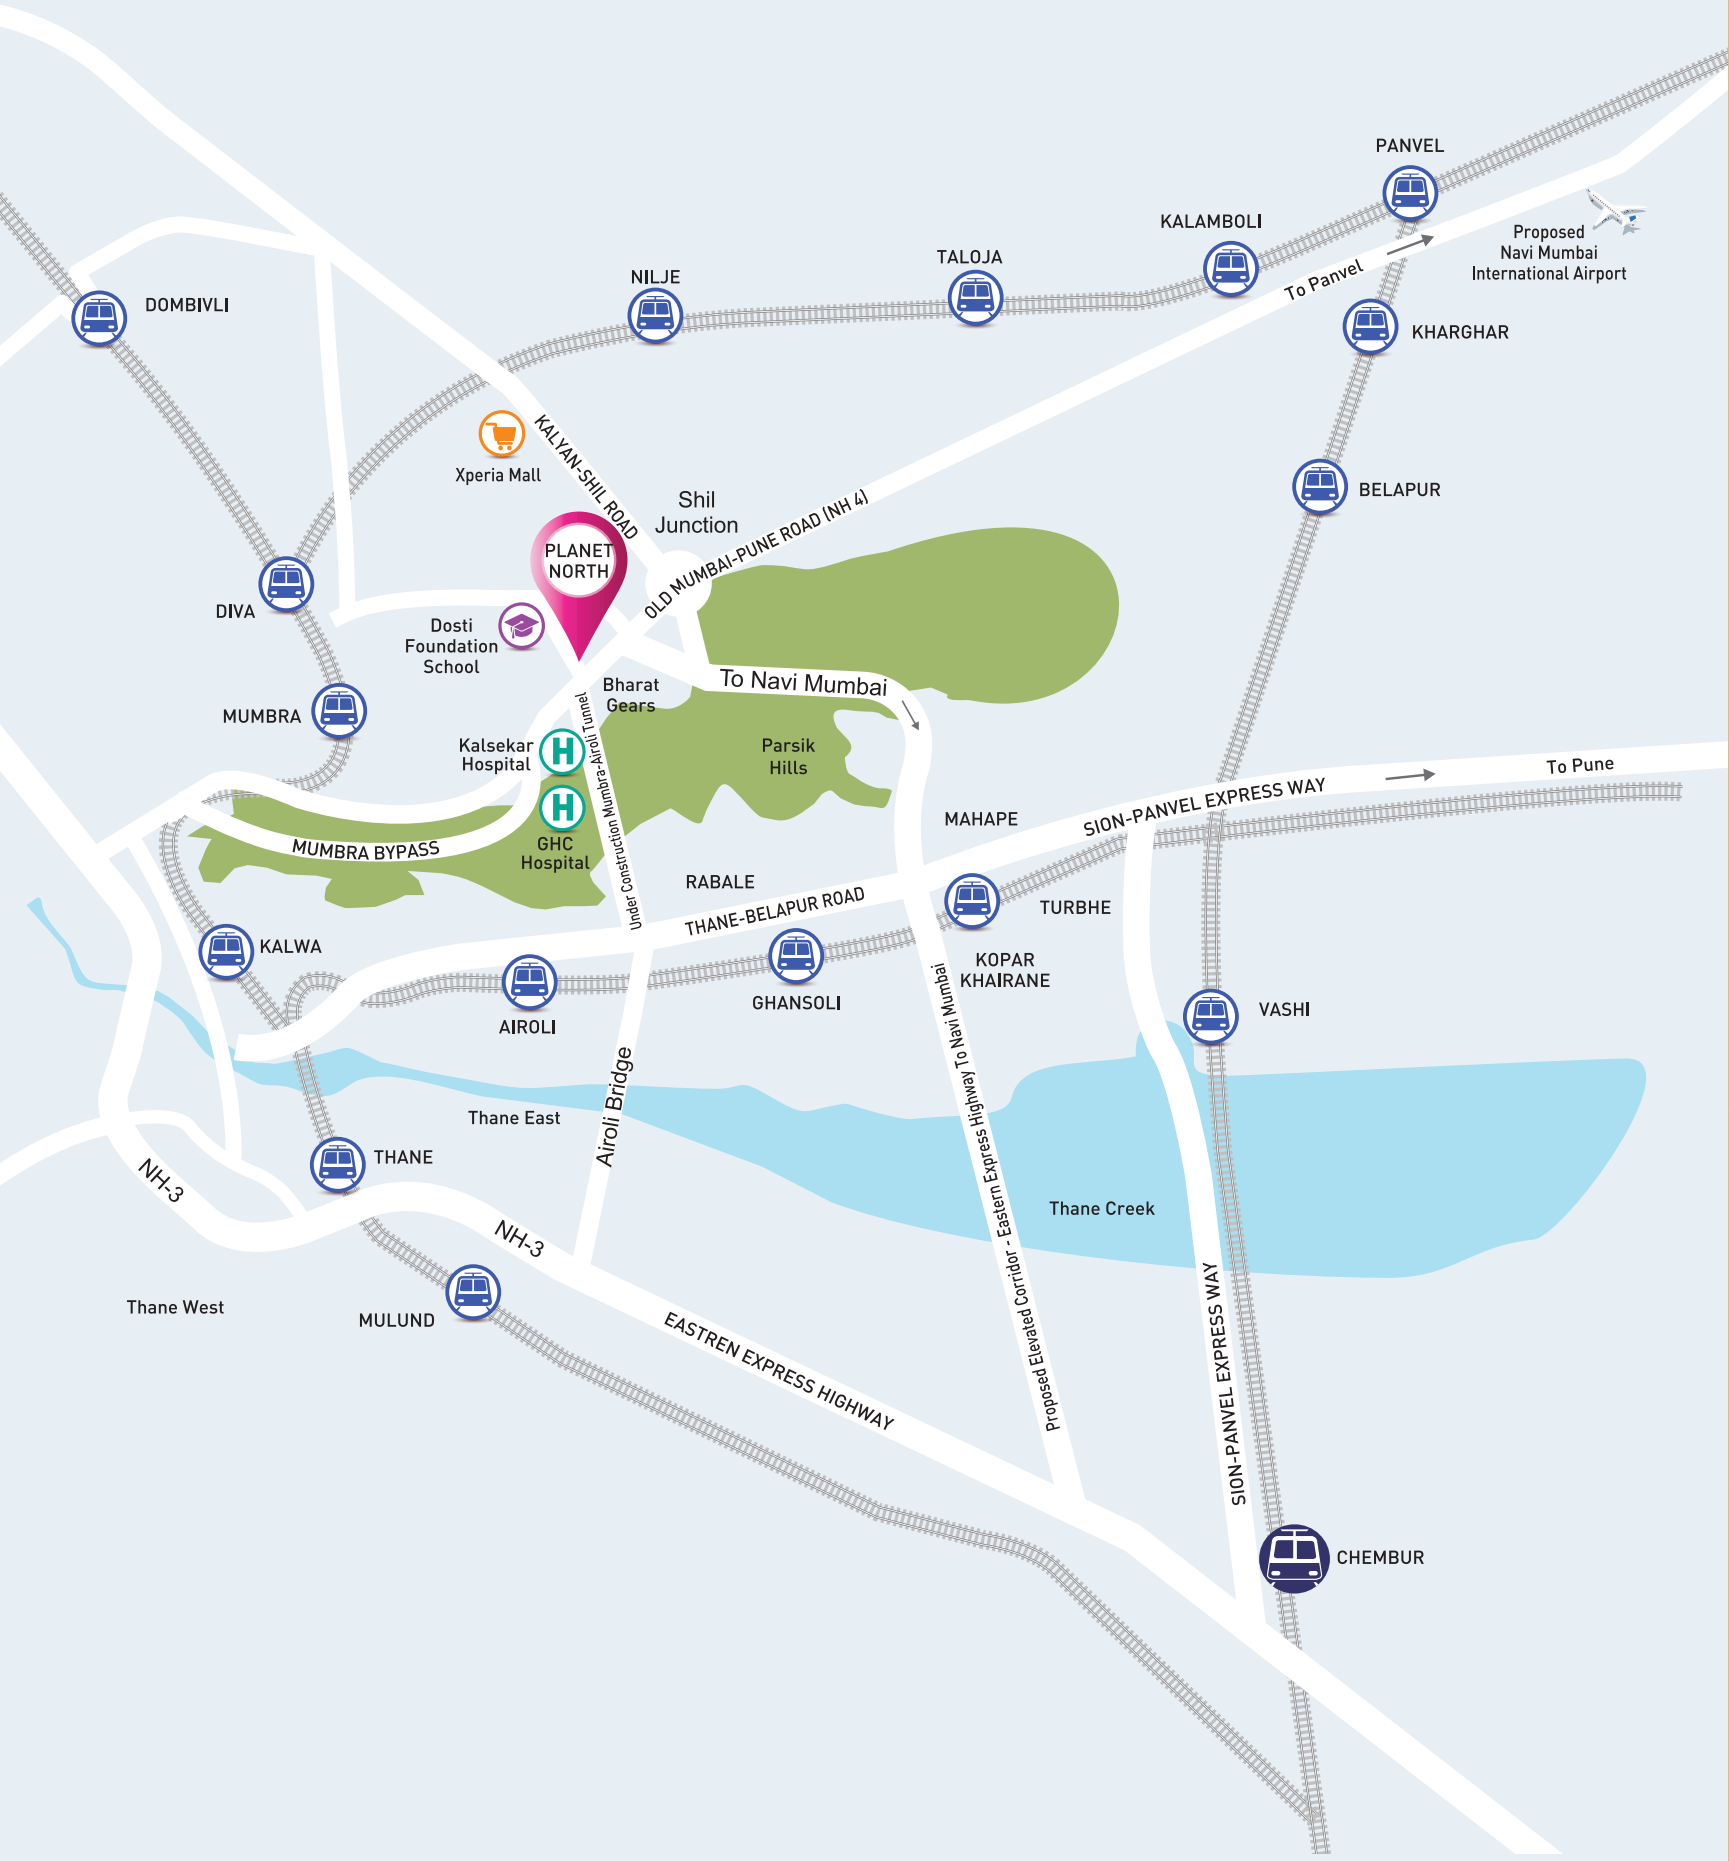 PANVEL
KALAMBOLI
Proposed
Navi Mumbai
International Airport
TALOJA
NILJE
To Panvel
DOMBIVLI
KHARGHAR
KALYAN-SHIL ROAD
Xperia Mall
BELAPUR
Shil
Junction
OLD MUMBAI-PUNE ROAD (NH 4)
PLANET
NORTH
DIVA
Dosti
Foundation
School
To Navi Mumbai
Bharat
Gears
MUMBRA
Kalsekar
Hospital
H
Parsik
Hills
To Pune
SION-PANVEL EXPRESS WAY
H
GHC
Hospital
MAHAPE
MUMBRA BYPASS
Under Construction Mumbra-Airoli Tunnel
RABALE
THANE-BELAPUR ROAD
TURBHE
KALWA
KOPAR
KHAIRANE
GHANSOLI
VASHI
AIROLI
Airoli Bridge
Thane East
Proposed Elevated Corridor - Eastern Express Highway To Navi Mumbai
THANE
NH-3
Thane Creek
NH-3
Thane West
MULUND
EASTREN EXPRESS HIGHWAY
SION-PANVEL EXPRESS WAY
CHEMBUR